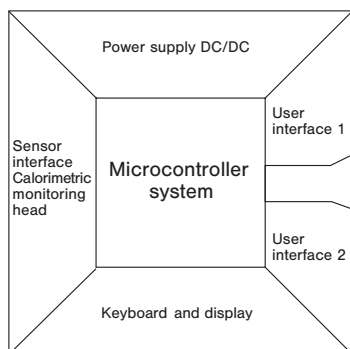 Power supply DC/DC
User
interface 1
Sensor
interface
Calorimetric
monitoring
head
Microcontroller
system
User
interface 2
Keyboard and display